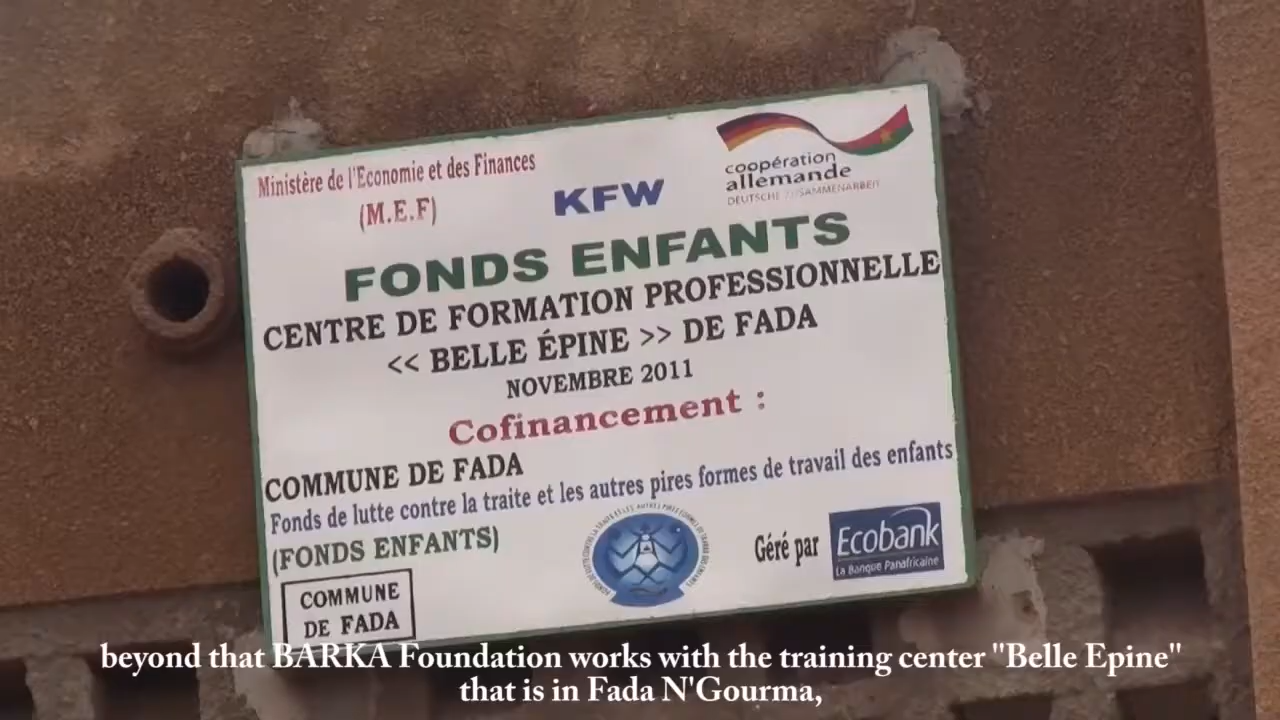 Ministère de l'Economie et des Finances
(M.E.F)
KFW
coopération
allemande
DEUTSCHE ZUSAMMENARBEIT
FONDS ENFANTS
CENTRE DE FORMATION PROFESSIONNELLE
<< BELLE ÉPINE >> DE FADA
NOVEMBRE 2011
Cofinancement :
COMMUNE DE FADA
Fonds de lutte contre la traite et les autres pires formes de travail des enfants
(FONDS ENFANTS)
Géré par
Ecobank
La Banque Panafricaine
COMMUNE
DE FADA
beyond that BARKA Foundation works with the training center "Belle Epine"
that is in Fada N'Gourma,